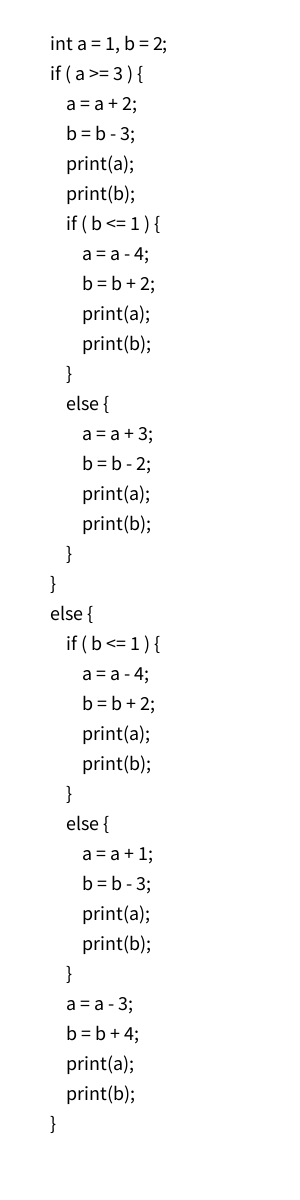 int a = 1, b = 2;
if ( a >= 3 ) {
a = a + 2;
b = b - 3;
print(a);
print(b);
if ( b <= 1 ) {
a = a - 4;
b = b + 2;
print(a);
print(b);
}
else {
a = a + 3;
b = b - 2;
print(a);
print(b);
}
}
else {
if ( b <= 1 ) {
a = a - 4;
b = b + 2;
print(a);
print(b);
}
else {
a = a + 1;
b = b - 3;
print(a);
print(b);
}
a = a - 3;
b = b + 4;
print(a);
print(b);
}